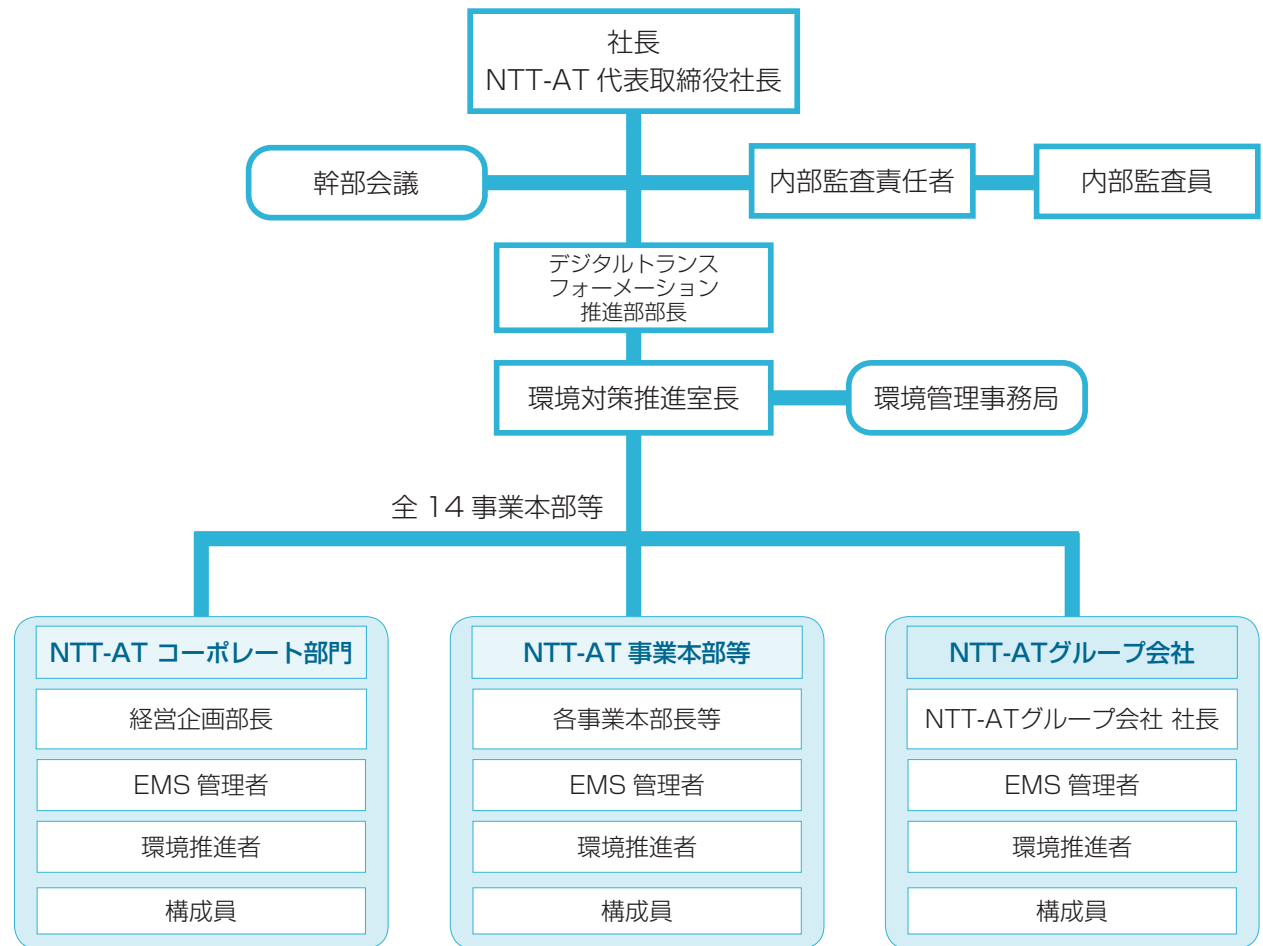 社長
NTT-AT 代表取締役社長
幹部会議
内部監査責任者
内部監査員
デジタルトランス
フォーメーション
推進部部長
環境対策推進室長
環境管理事務局
全 14 事業本部等
NTT-AT コーポレート部門
経営企画部長
EMS 管理者
環境推進者
構成員
NTT-AT 事業本部等
各事業本部長等
EMS 管理者
環境推進者
構成員
NTT-ATグループ会社
NTT-ATグループ会社 社長
EMS 管理者
環境推進者
構成員